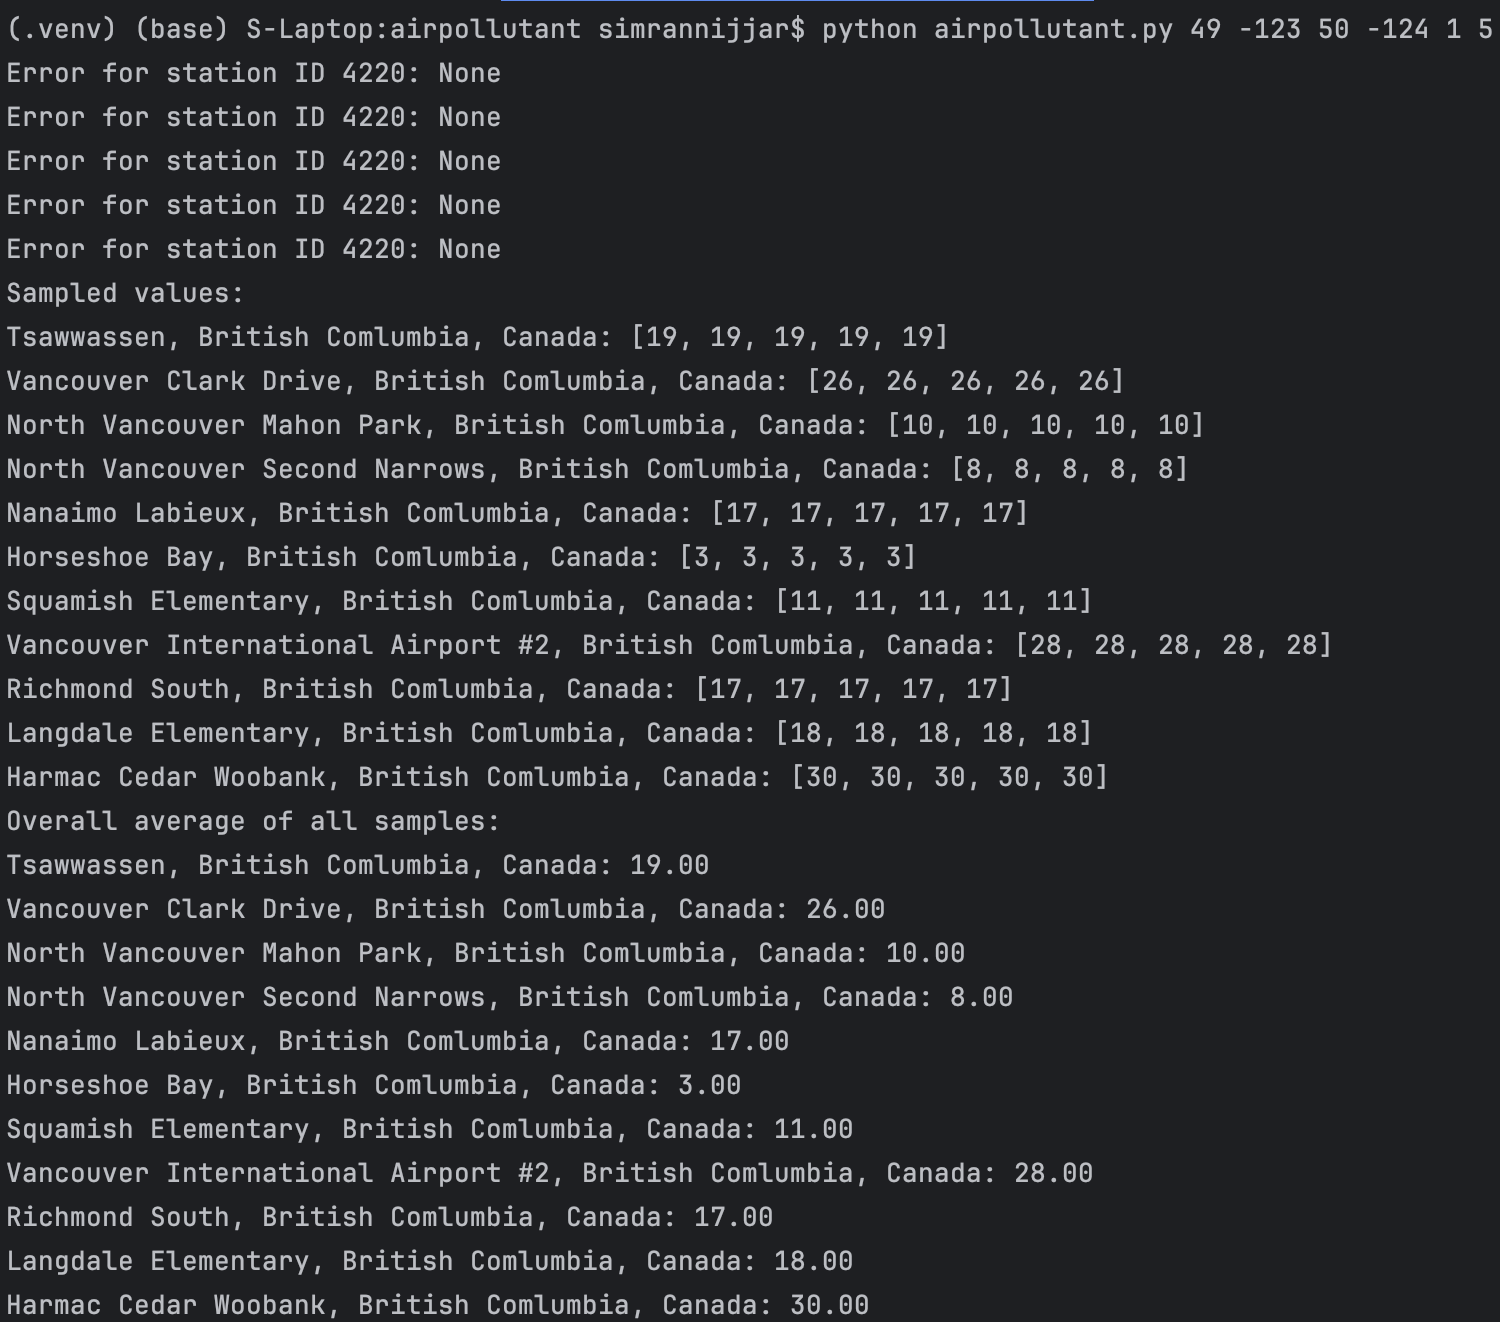 (.venv) (base) S-Laptop:airpollutant simrannijjar$ python airpollutant.py 49 -123 50 -124 1 5
Error for station ID 4220: None
Error for station ID 4220: None
Error for station ID 4220: None
Error for station ID 4220: None
Error for station ID 4220: None
Sampled values:
Tsawwassen, British Comlumbia, Canada: [19, 19, 19, 19, 19]
Vancouver Clark Drive, British Comlumbia, Canada: [26, 26, 26, 26, 26]
North Vancouver Mahon Park, British Comlumbia, Canada: [10, 10, 10, 10, 10]
North Vancouver Second Narrows, British Comlumbia, Canada: [8, 8, 8, 8, 8]
Nanaimo Labieux, British Comlumbia, Canada: [17, 17, 17, 17, 17]
Horseshoe Bay, British Comlumbia, Canada: [3, 3, 3, 3, 3]
Squamish Elementary, British Comlumbia, Canada: [11, 11, 11, 11, 11]
Vancouver International Airport #2, British Comlumbia, Canada: [28, 28, 28, 28, 28]
Richmond South, British Comlumbia, Canada: [17, 17, 17, 17, 17]
Langdale Elementary, British Comlumbia, Canada: [18, 18, 18, 18, 18]
Harmac Cedar Woobank, British Comlumbia, Canada: [30, 30, 30, 30, 30]
Overall average of all samples:
Tsawwassen, British Comlumbia, Canada: 19.00
Vancouver Clark Drive, British Comlumbia, Canada: 26.00
North Vancouver Mahon Park, British Comlumbia, Canada: 10.00
North Vancouver Second Narrows, British Comlumbia, Canada: 8.00
Nanaimo Labieux, British Comlumbia, Canada: 17.00
Horseshoe Bay, British Comlumbia, Canada: 3.00
Squamish Elementary, British Comlumbia, Canada: 11.00
Vancouver International Airport #2, British Comlumbia, Canada: 28.00
Richmond South, British Comlumbia, Canada: 17.00
Langdale Elementary, British Comlumbia, Canada: 18.00
Harmac Cedar Woobank, British Comlumbia, Canada: 30.00